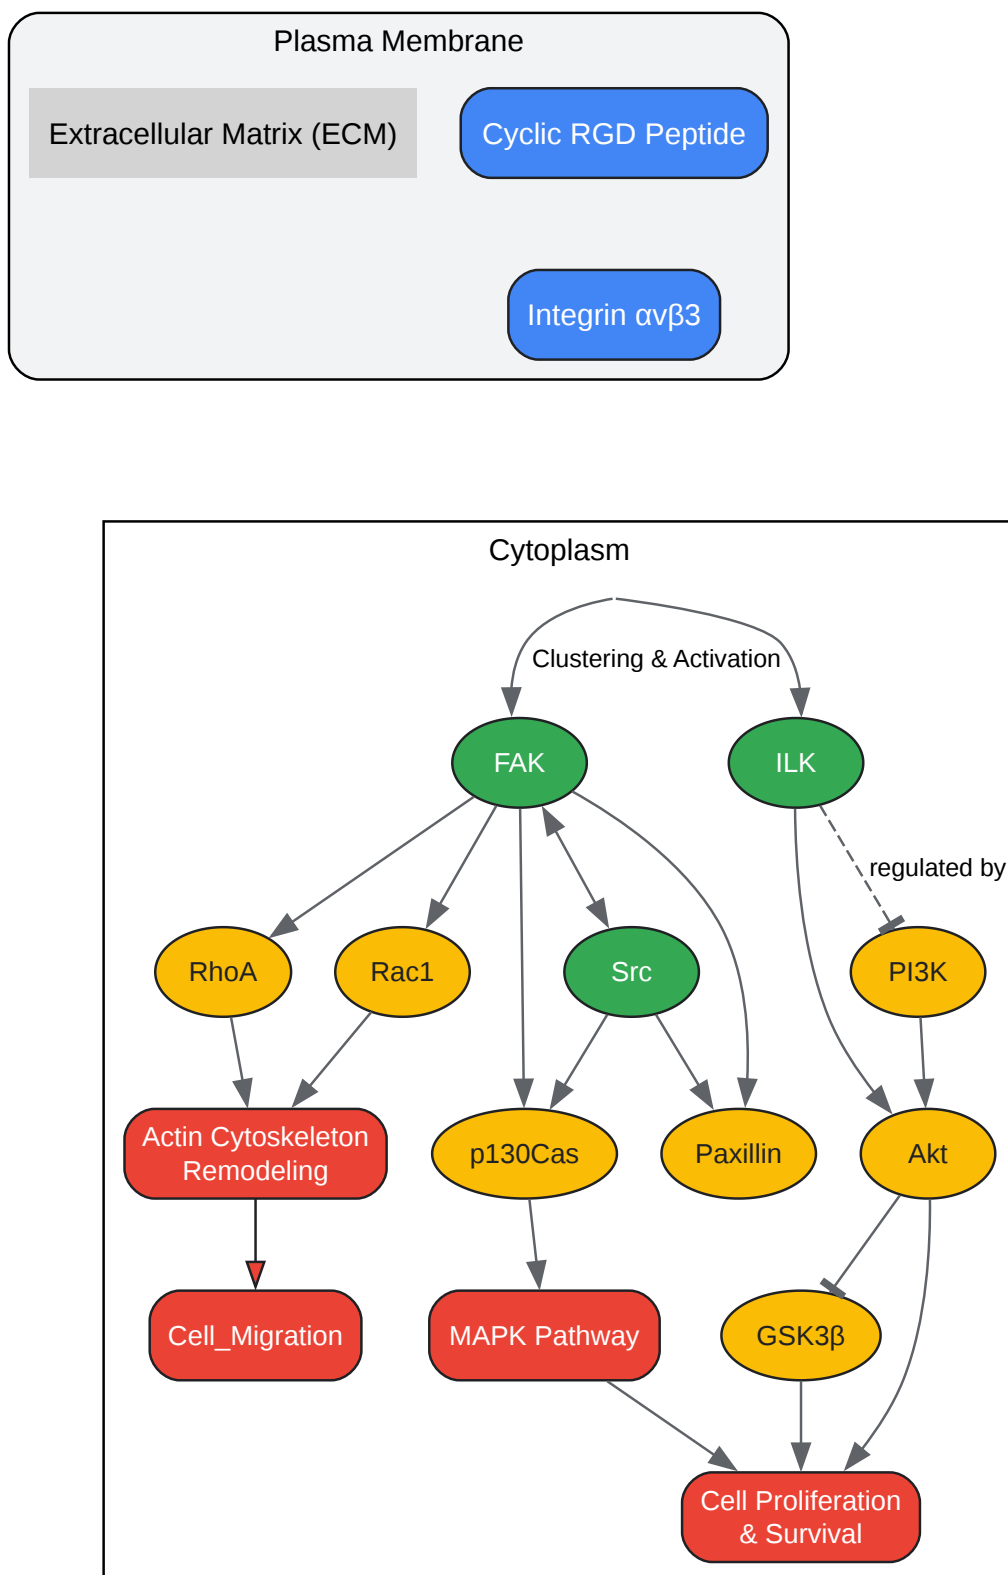 Plasma Membrane
Extracellular Matrix (ECM)
Cyclic RGD Peptide
Integrin αvβ3
Cytoplasm
Clustering & Activation
FAK
ILK
regulated by
RhoA
Rac1
Src
PI3K
Actin Cytoskeleton
Remodeling
p130Cas
Paxillin
Akt
Cell_Migration
MAPK Pathway
GSK3β
Cell Proliferation
& Survival